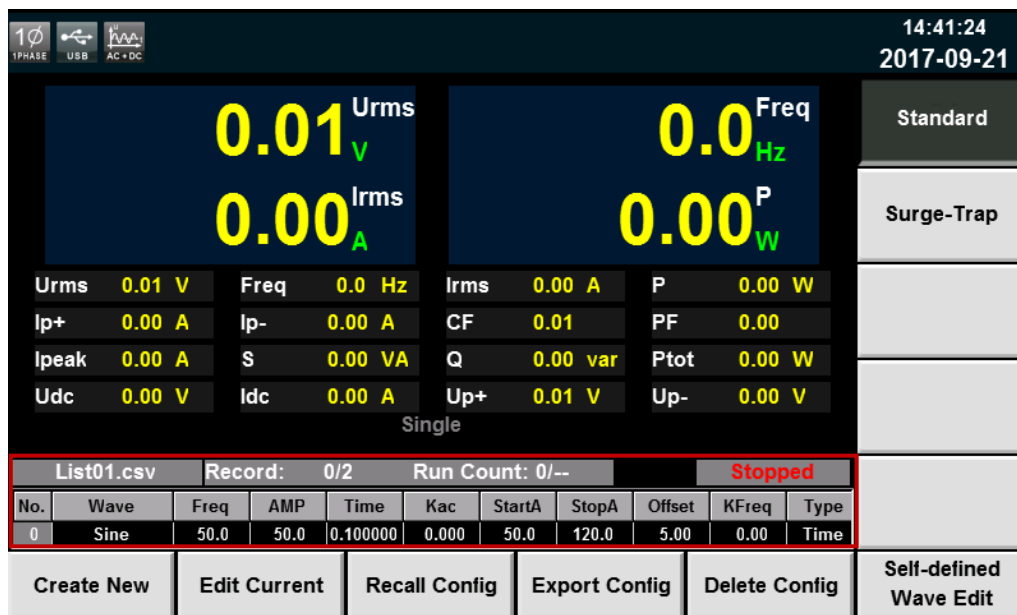 1Ø
1PHASE
USB
AC+DC
14:41:24
2017-09-21
0.01 Urms V
0.0 Freq Hz
0.00 Irms A
0.00 P W
Urms 0.01 V Freq 0.0 Hz Irms 0.00 A P 0.00 W
Ip+ 0.00 A Ip- 0.00 A CF 0.01 PF 0.00
Ipeak 0.00 A S 0.00 VA Q 0.00 var Ptot 0.00 W
Udc 0.00 V Idc 0.00 A Up+ 0.01 V Up- 0.00 V
Single
List01.csv Record: 0/2 Run Count: 0/-- Stopped
No. Wave Freq AMP Time Kac StartA StopA Offset KFreq Type
0 Sine 50.0 50.0 0.100000 0.000 50.0 120.0 5.00 0.00 Time
Standard
Surge-Trap
Create New Edit Current Recall Config Export Config Delete Config
Self-defined
Wave Edit